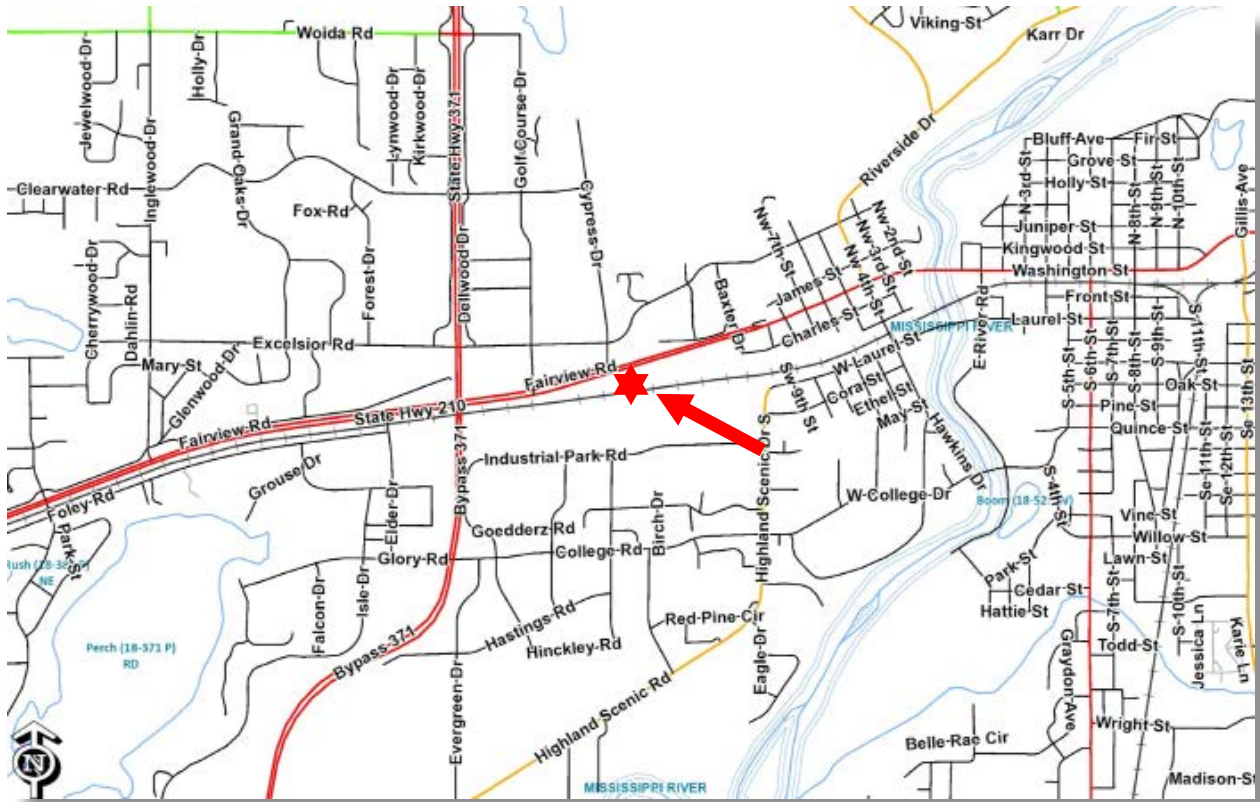 Viking-St
Karr Dr
Woida Rd
Jewelwood-Dr
Holly-Dr
Inglewood-Dr
Grand-Oaks-Dr
Lynwood-Dr
Kirkwood-Dr
State-Hwy-371
Golf-Course-Dr
Riverside Dr
Bluff-Ave
Fir-St
Grove-St
Holly-St
N-3rd-St
N-8th-St
N-9th-St
N-10th-St
Gillis-Ave
Clearwater-Rd
Fox-Rd
Cypress-Dr
Juniper-St
Kingwood St
Washington St
Nw-7th-St
Nw-2nd-St
Nw-3rd-St
Nw 4th-St
James-St
Charles-St
Cherrywood-Dr
Dahlin-Rd
Forest-Dr
Dellwood-Dr
Baxter-Dr
Front-St
Laurel-St
MISSISSIPPI RIVER
E-River-Rd
Excelsior Rd
Mary-St
Glenwood-Dr
Fairview-Rd
W-Laurel-St
Sw-9th-St
Cora-St
Ethel-St
May-St
S-5th-St
S-6th-St
S-7th-St
S-8th-St
S-9th-St
S-11th-St
Oak-St
Pine-St
Quince-St
Se-13th-St
State Hwy 210
Fairview-Rd
Foley-Rd
Park-St
Grouse-Dr
Elder-Dr
Bypass-371
Industrial-Park-Rd
Highland-Scenic-Dr S
Hawkins-Dr
W-College-Dr
S-4th-St
Se-11th-St
Se-12th-St
Vine-St
Willow-St
Goedderz-Rd
College-Rd
Birch-Dr
Glory-Rd
NE
Park-St
Lawn-St
Cedar-St
Hattie-St
S-7th-St
S-10th-St
Falcon-Dr
Isle-Dr
Hastings-Rd
Hinckley-Rd
Red-Pine-Cir
Eagle-Dr
Perch (18-371 P)
RD
Bypass-371
Evergreen-Dr
Highland Scenic Rd
Graydon-Ave
Todd-St
Jessica Ln
Karie Ln
Wright-St
Belle-Rae Cir
Madison-S
N
MISSISSIPPI RIVER